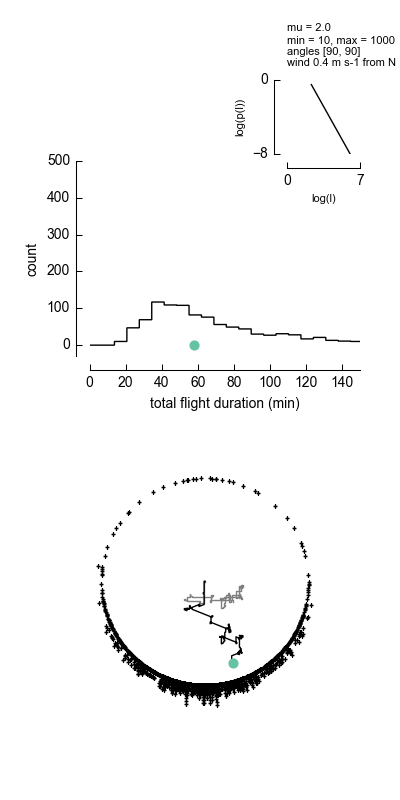 mu = 2.0
min = 10, max = 1000
angles [90, 90]
wind 0.4 m s-1 from N
0
−8
log(p(l))
0 7
log(l)
500
400
300
200
100
0
count
0 20 40 60 80 100 120 140
total flight duration (min)